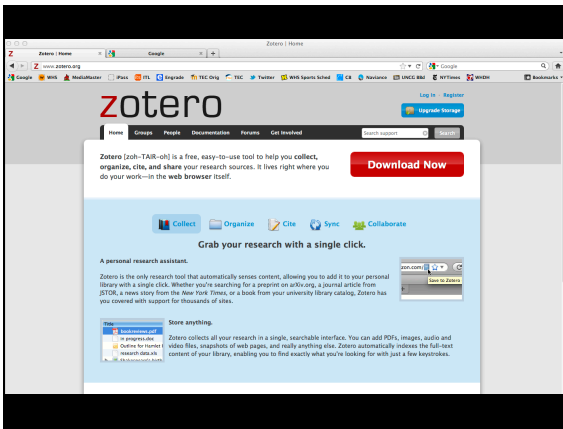 Zotero | Home
Z Zotero | Home × Google × +
Z www.zotero.org Google
Google WHS MediaMaster iPass ITL Engrade TEC Orig TEC Twitter WHS Sports Sched CB Naviance UNCG BBd NYTimes WHDH Bookmarks
zotero
Log In · Register
Upgrade Storage
Home Groups People Documentation Forums Get Involved Search support Search
Zotero [zoh-TAIR-oh] is a free, easy-to-use tool to help you collect,
organize, cite, and share your research sources. It lives right where you
do your work—in the web browser itself.
Download Now
Collect Organize Cite Sync Collaborate
Grab your research with a single click.
A personal research assistant.
Zotero is the only research tool that automatically senses content, allowing you to add it to your personal
library with a single click. Whether you're searching for a preprint on arXiv.org, a journal article from
JSTOR, a news story from the New York Times, or a book from your university library catalog, Zotero has
you covered with support for thousands of sites.
zon.com/
Save to Zotero
Title
bookreviews.pdf
in progress.doc
Outline for Hamlet
research data.xls
Store anything.
Zotero collects all your research in a single, searchable interface. You can add PDFs, images, audio and
video files, snapshots of web pages, and really anything else. Zotero automatically indexes the full-text
content of your library, enabling you to find exactly what you're looking for with just a few keystrokes.